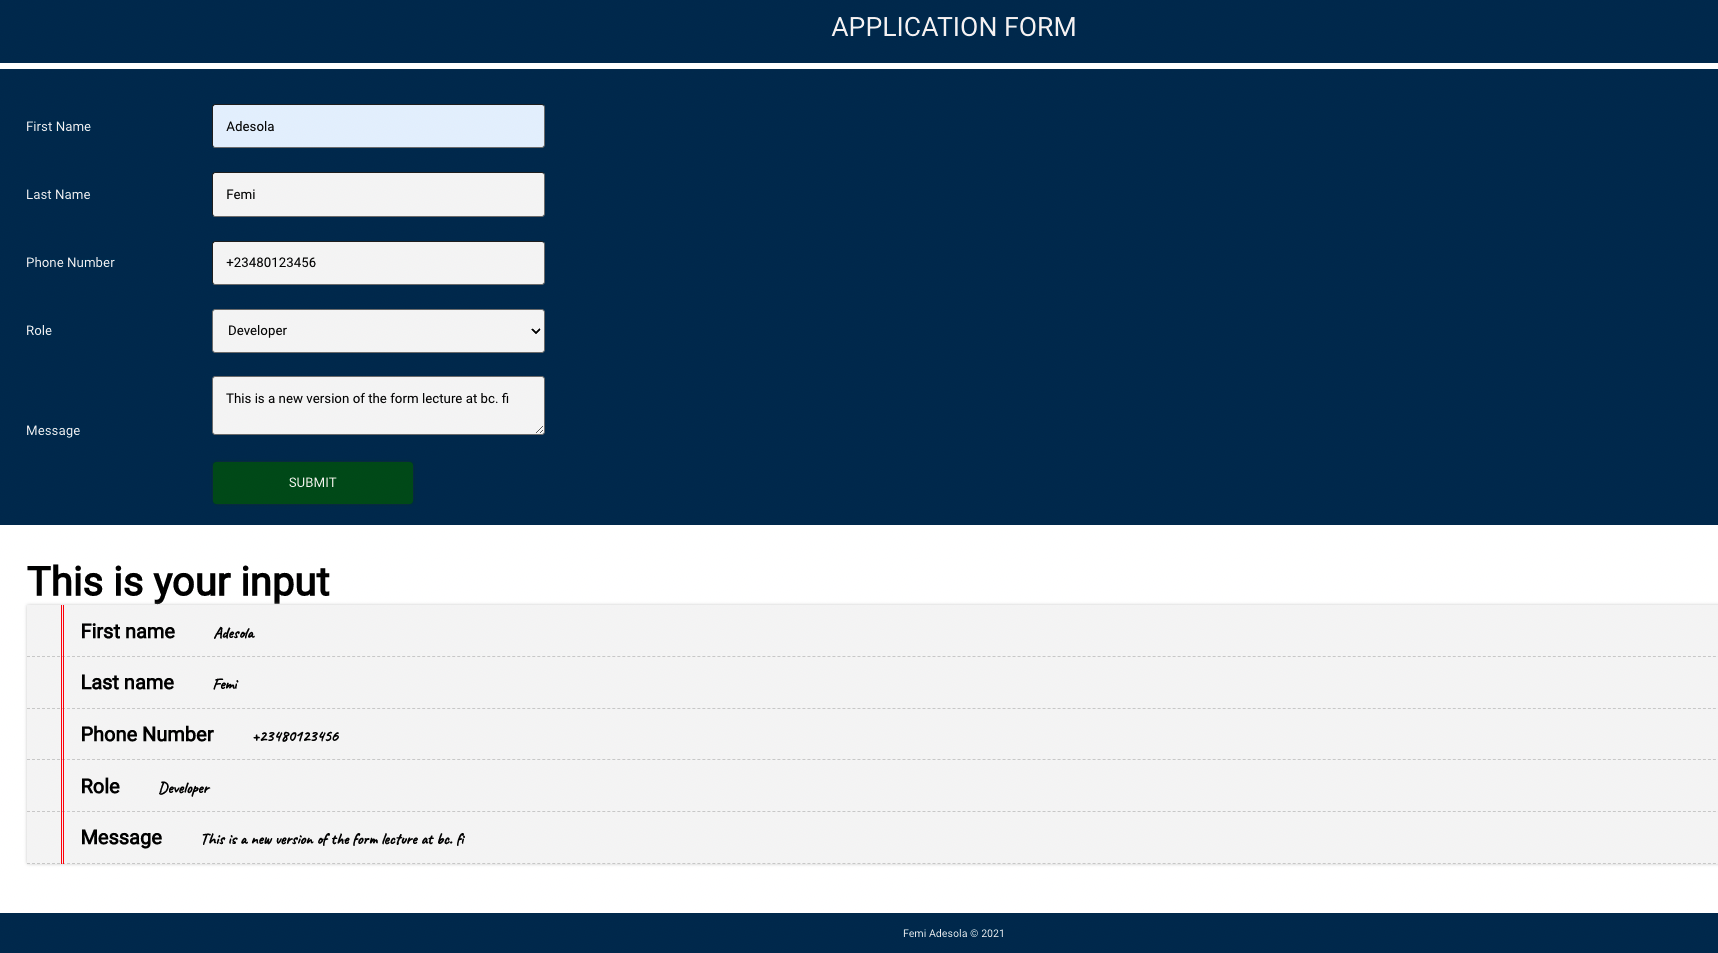 APPLICATION FORM
First Name Adesola
Last Name Femi
Phone Number +23480123456
Role Developer
Message This is a new version of the form lecture at bc. fi
SUBMIT
This is your input
First name Adesola
Last name Femi
Phone Number +23480123456
Role Developer
Message This is a new version of the form lecture at bc. fi
Femi Adesola © 2021